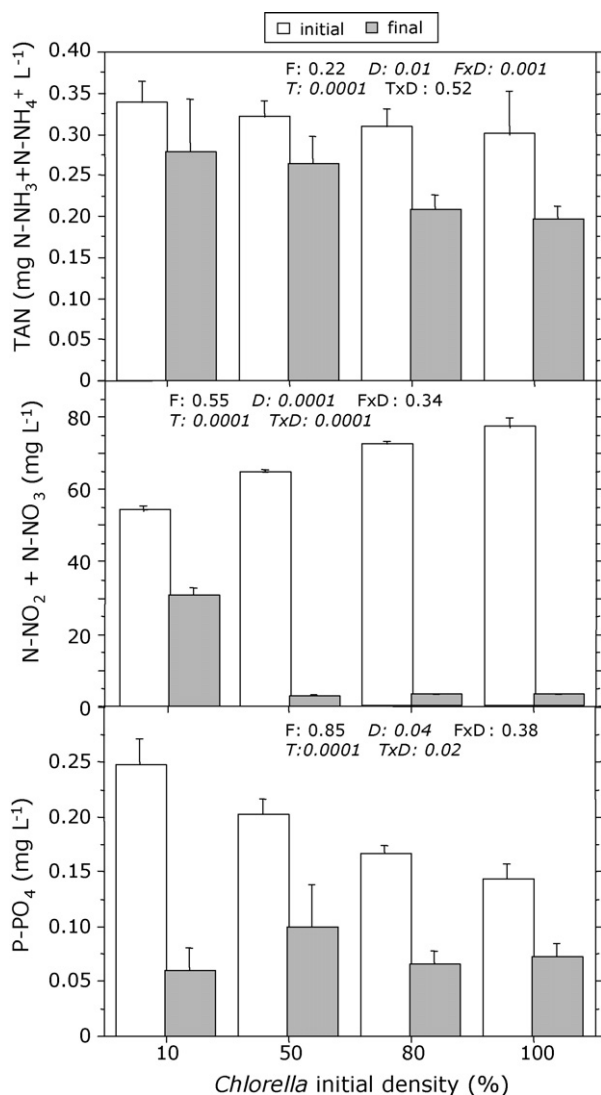 initial final
F: 0.22 D: 0.01 FxD: 0.001
T: 0.0001 TxD : 0.52
TAN (mg N-NH₃+N-NH₄⁺ L⁻¹)
0.40
0.35
0.30
0.25
0.20
0.15
0.10
0.05
0
F: 0.55 D: 0.0001 FxD : 0.34
T: 0.0001 TxD: 0.0001
N-NO₂ + N-NO₃ (mg L⁻¹)
80
60
40
20
0
F: 0.85 D: 0.04 FxD : 0.38
T:0.0001 TxD: 0.02
P-PO₄ (mg L⁻¹)
0.25
0.20
0.15
0.10
0.05
0
10 50 80 100
Chlorella initial density (%)